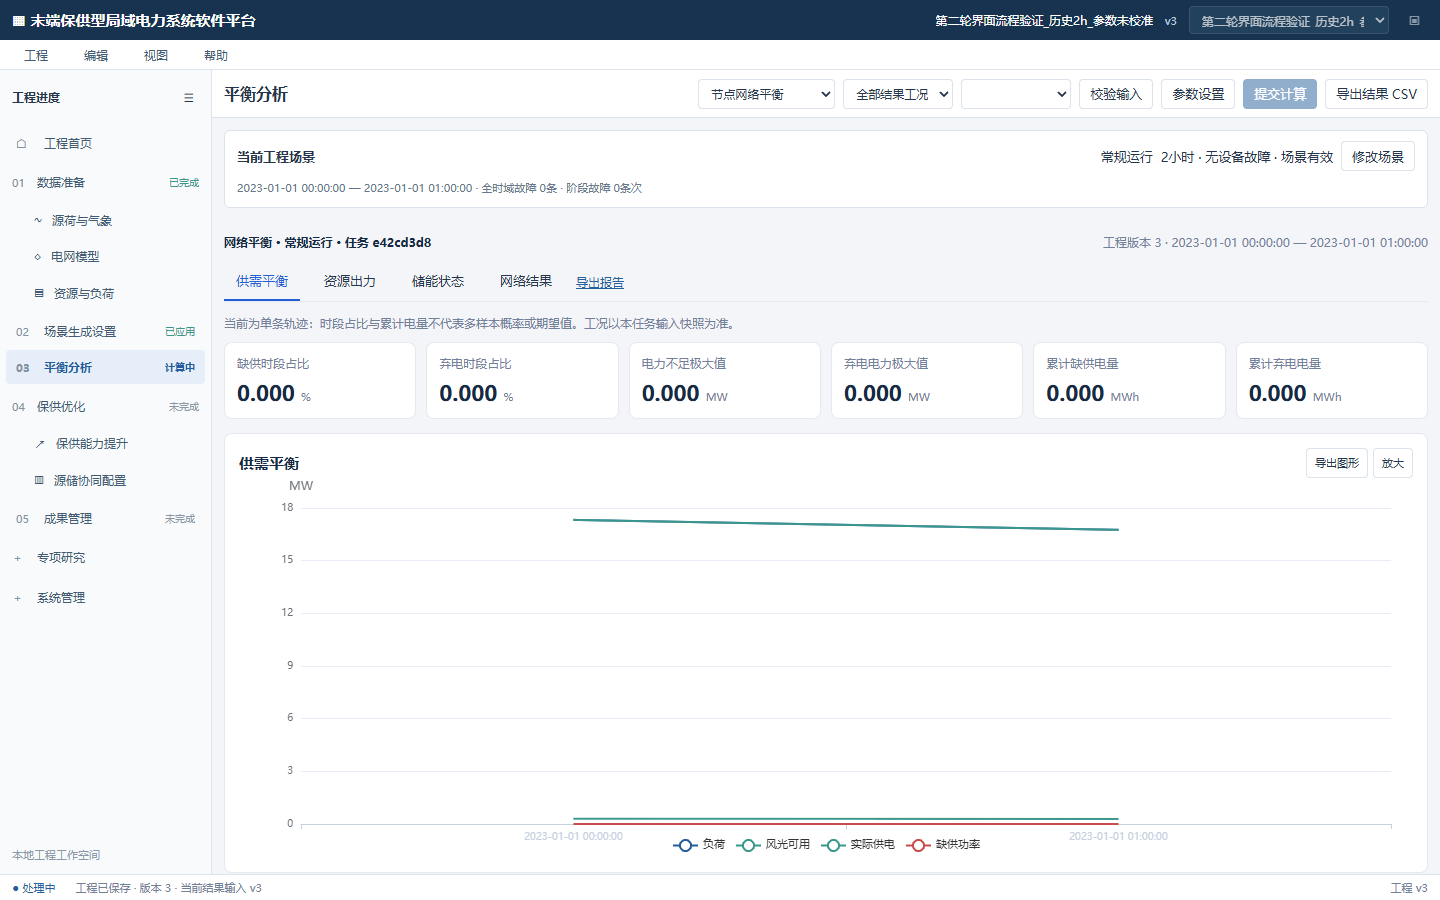 末端保供型局域电力系统软件平台
第二轮界面流程验证_历史2h_参数未校准 v3 第二轮界面流程验证_历史2h_
工程 编辑 视图 帮助
工程进度
工程首页
01 数据准备 已完成
源荷与气象
电网模型
资源与负荷
02 场景生成设置 已应用
03 平衡分析 计算中
04 保供优化 未完成
保供能力提升
源储协同配置
05 成果管理 未完成
+ 专项研究
+ 系统管理
本地工程工作空间
平衡分析 节点网络平衡 全部结果工况 校验输入 参数设置 提交计算 导出结果 CSV
当前工程场景 常规运行 2小时 · 无设备故障 · 场景有效 修改场景
2023-01-01 00:00:00 — 2023-01-01 01:00:00 · 全时域故障 0条 · 阶段故障 0条次
网络平衡 • 常规运行 • 任务 e42cd3d8 工程版本 3 · 2023-01-01 00:00:00 — 2023-01-01 01:00:00
供需平衡 资源出力 储能状态 网络结果 导出报告
当前为单条轨迹：时段占比与累计电量不代表多样本概率或期望值。工况以本任务输入快照为准。
缺供时段占比 弃电时段占比 电力不足极大值 弃电电力极大值 累计缺供电量 累计弃电电量
0.000 % 0.000 % 0.000 MW 0.000 MW 0.000 MWh 0.000 MWh
供需平衡 导出图形 放大
MW
18
15
12
9
6
3
0
2023-01-01 00:00:00 2023-01-01 01:00:00
负荷 风光可用 实际供电 缺供功率
处理中 工程已保存 · 版本 3 · 当前结果输入 v3 工程 v3